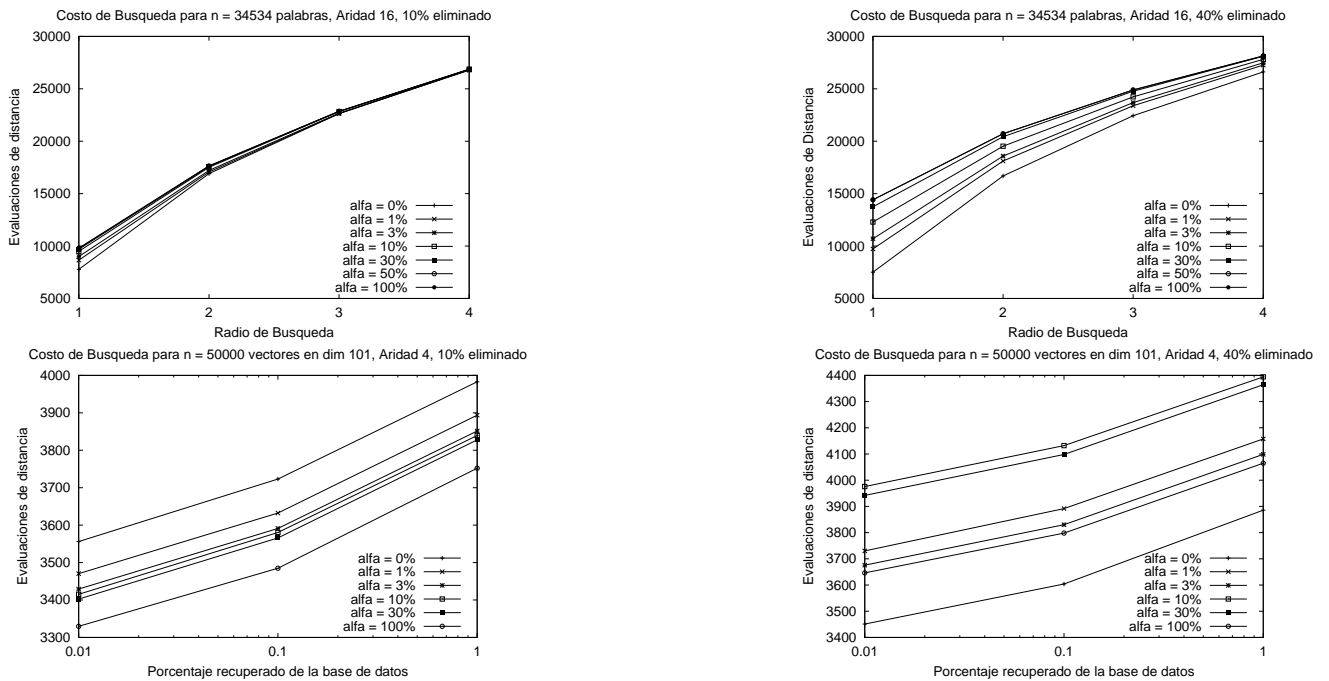 Costo de Busqueda para n = 34534 palabras, Aridad 16, 10% eliminado
30000
25000
20000
15000
10000
5000
Evaluaciones de distancia
alfa = 0%
alfa = 1%
alfa = 3%
alfa = 10%
alfa = 30%
alfa = 50%
alfa = 100%
1 2 3 4
Radio de Busqueda
Costo de Busqueda para n = 34534 palabras, Aridad 16, 40% eliminado
30000
25000
20000
15000
10000
5000
Evaluaciones de Distancia
alfa = 0%
alfa = 1%
alfa = 3%
alfa = 10%
alfa = 30%
alfa = 50%
alfa = 100%
1 2 3 4
Radio de Busqueda
Costo de Busqueda para n = 50000 vectores en dim 101, Aridad 4, 10% eliminado
4000
3900
3800
3700
3600
3500
3400
3300
Evaluaciones de distancia
alfa = 0%
alfa = 1%
alfa = 3%
alfa = 10%
alfa = 30%
alfa = 100%
0.01 0.1 1
Porcentaje recuperado de la base de datos
Costo de Busqueda para n = 50000 vectores en dim 101, Aridad 4, 40% eliminado
4400
4300
4200
4100
4000
3900
3800
3700
3600
3500
3400
Evaluaciones de distancia
alfa = 0%
alfa = 1%
alfa = 3%
alfa = 10%
alfa = 30%
alfa = 100%
0.01 0.1 1
Porcentaje recuperado de la base de datos